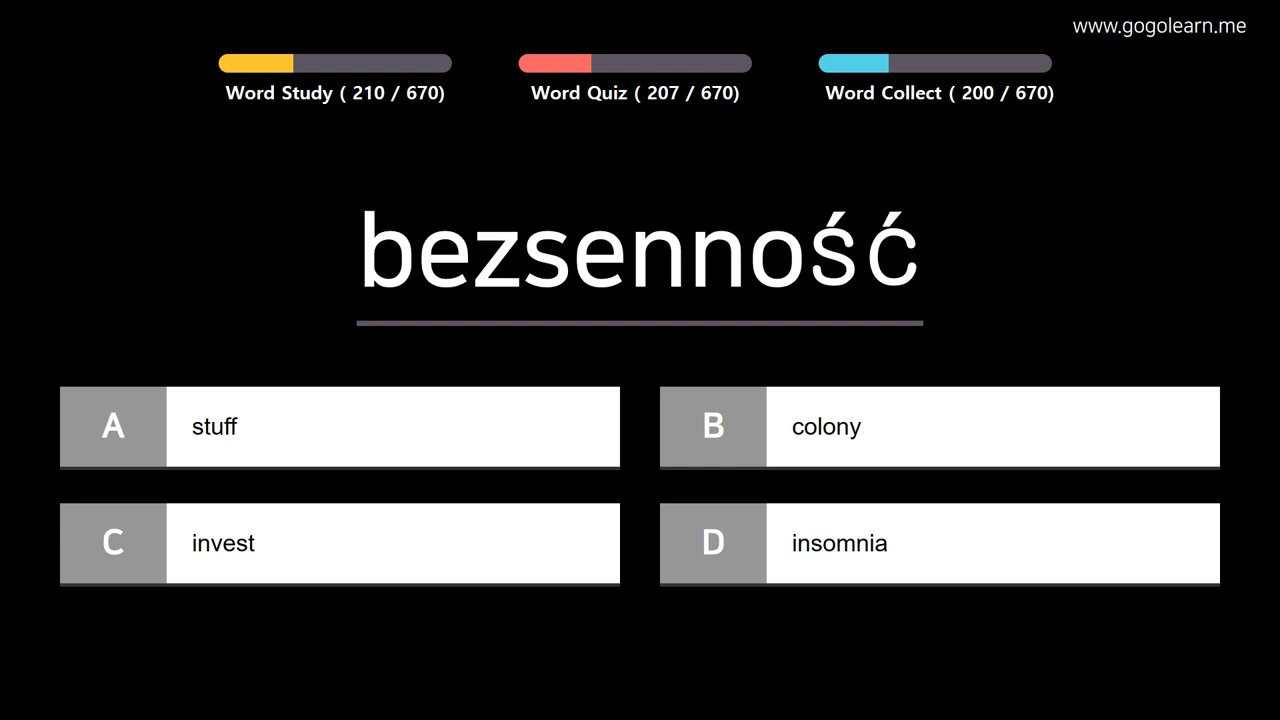 www.gogolearn.me
Word Study ( 210 / 670)
Word Quiz ( 207 / 670)
Word Collect ( 200 / 670)
bezsenność
A stuff
B colony
C invest
D insomnia